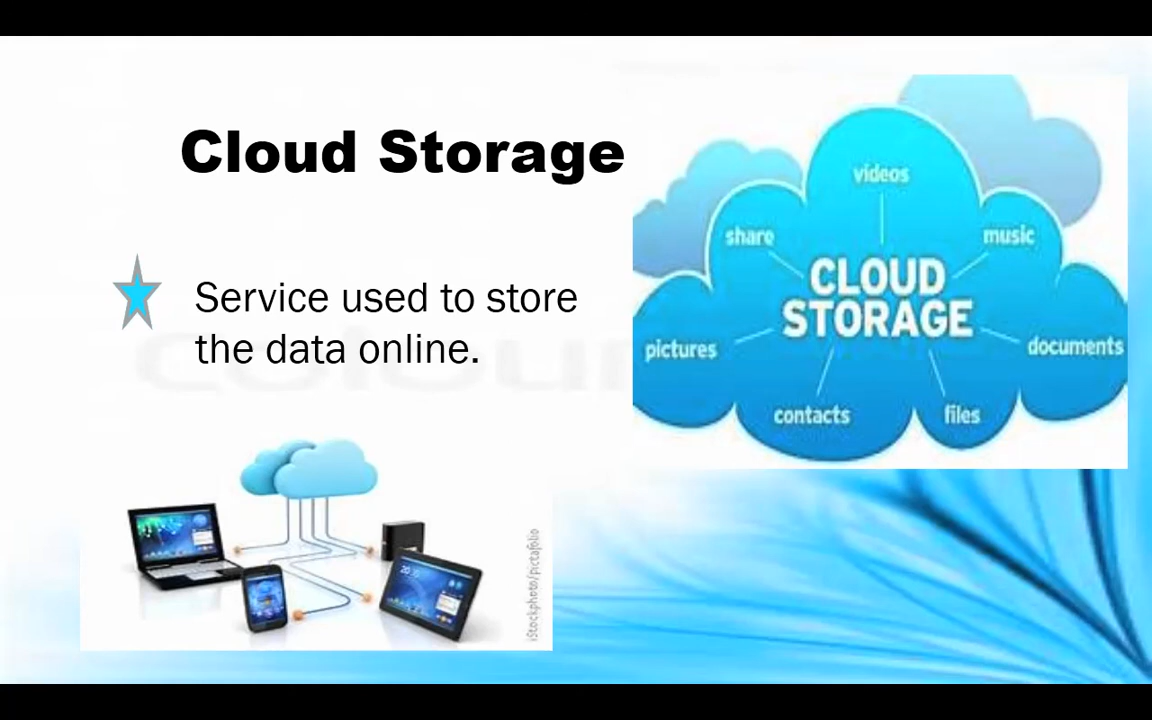 Cloud Storage
Service used to store
the data online.
videos
share
music
CLOUD
STORAGE
pictures
documents
contacts
files
iStockphoto/pictafolio